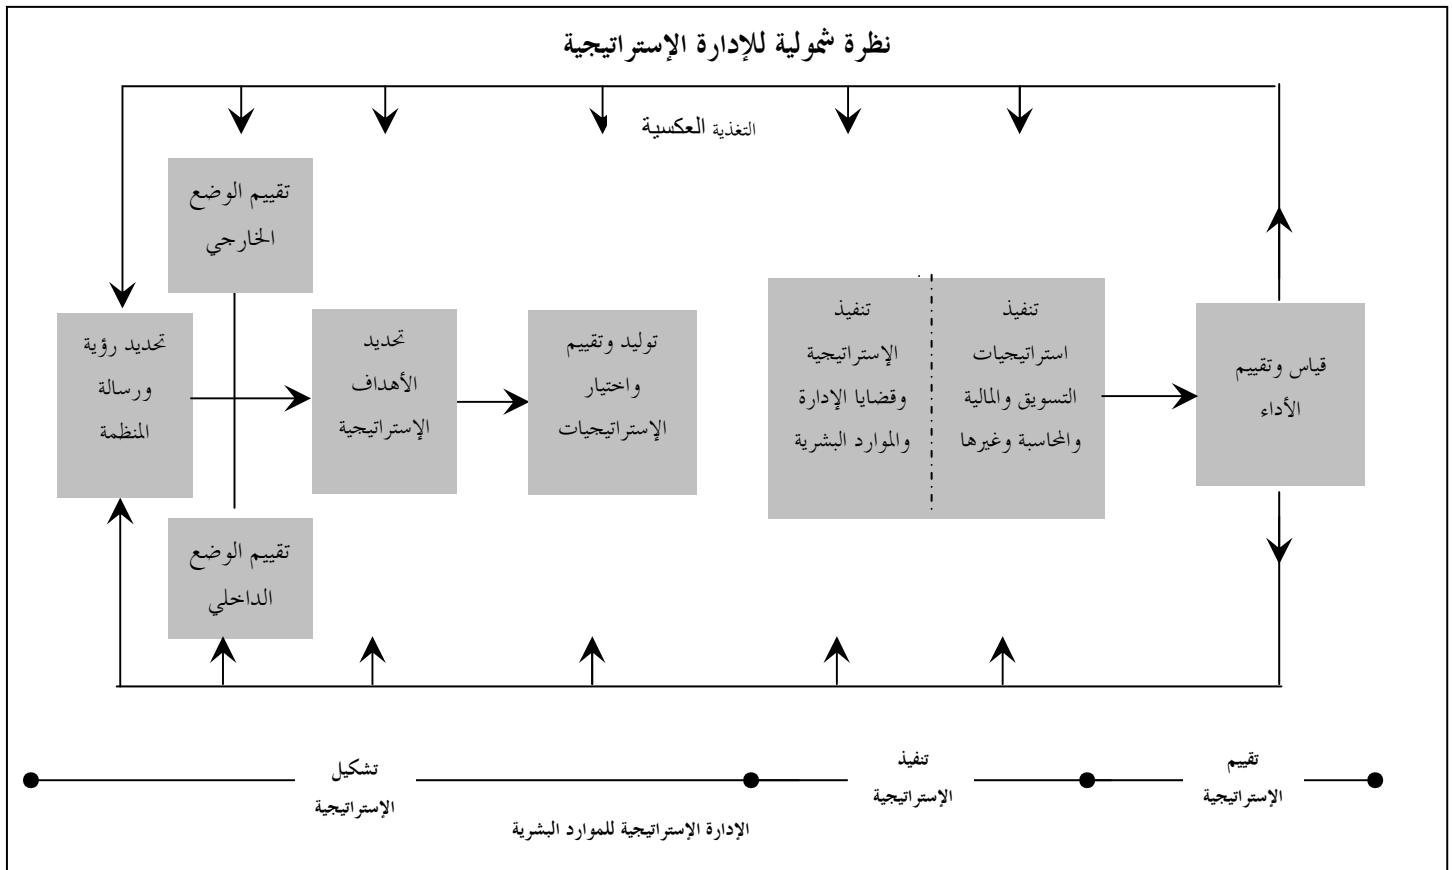 نظرة شمولية للإدارة الإستراتيجية
التغذية العكسية
تقييم الوضع
الخارجي
تحديد رؤية
ورسالة
المنظمة
تحديد
الأهداف
الإستراتيجية
توليد وتقييم
واختيار
الإستراتيجيات
تنفيذ
الإستراتيجية
وقضايا الإدارة
والموارد البشرية
تنفيذ
استراتيجيات
التسويق والمالية
والمحاسبة وغيرها
قياس وتقييم
الأداء
تقييم الوضع
الداخلي
تشكيل
الإستراتيجية
تنفيذ
الإستراتيجية
تقييم
الإستراتيجية
الإدارة الإستراتيجية للموارد البشرية